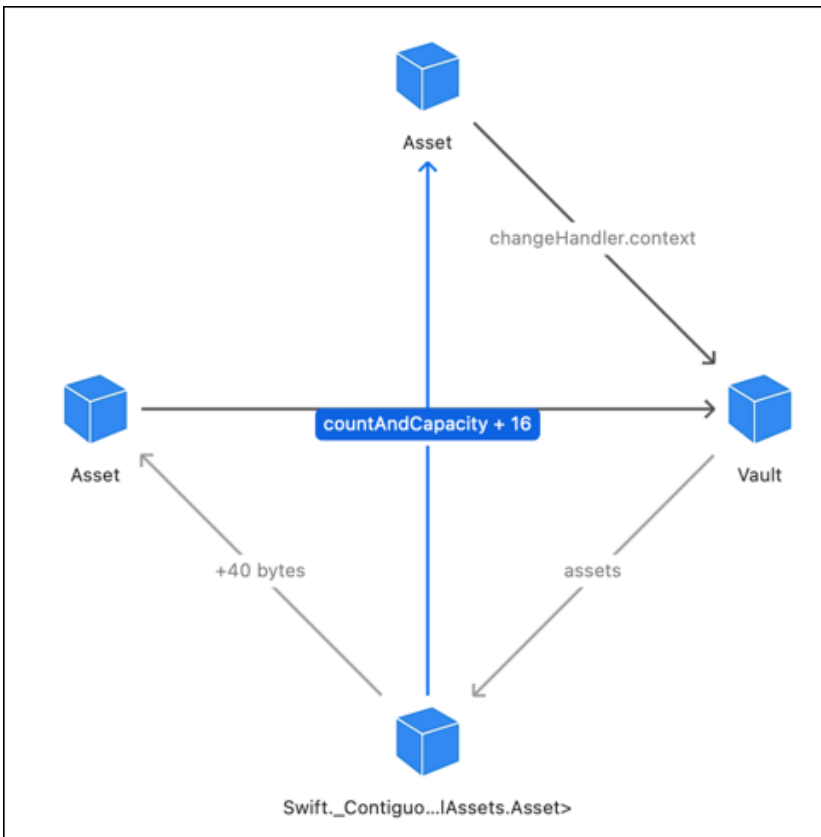 Asset
changeHandler.context
countAndCapacity + 16
Asset
Vault
+40 bytes
assets
Swift._Contiguo...lAssets.Asset>